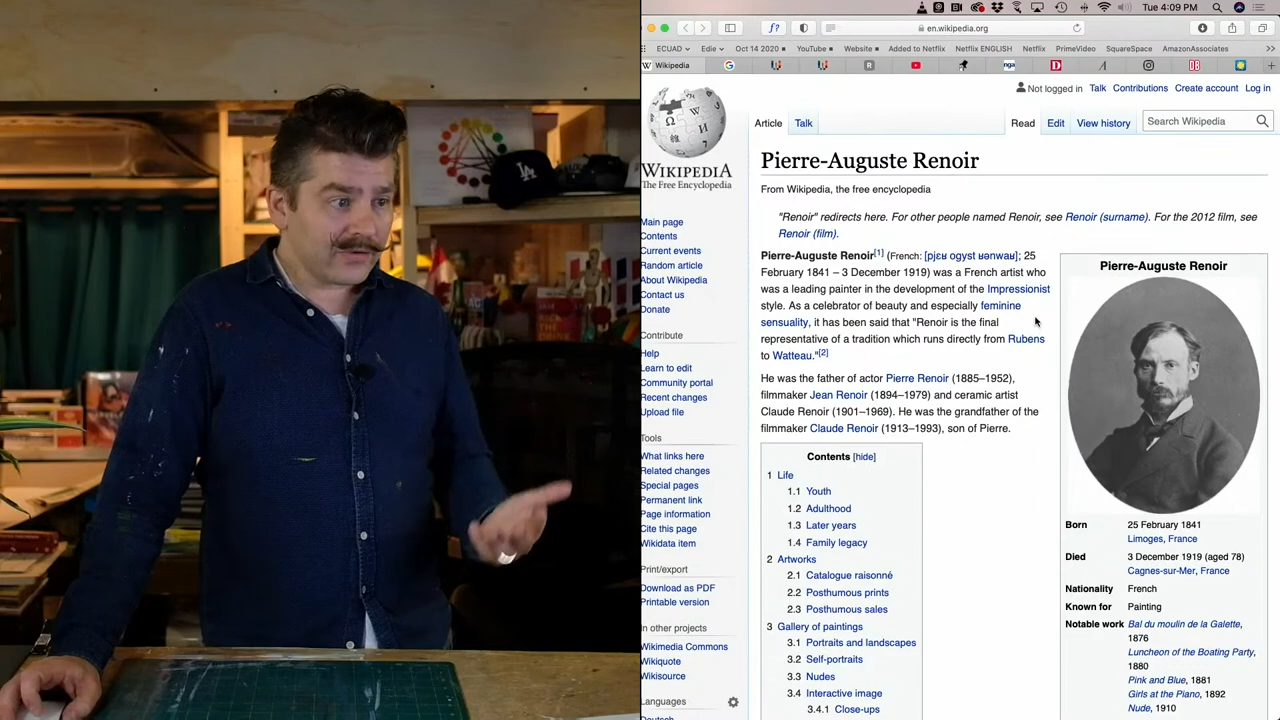 Tue 4:09 PM
en.wikipedia.org
ECUAD Edie Oct 14 2020 YouTube Website Added to Netflix Netflix ENGLISH Netflix PrimeVideo SquareSpace AmazonAssociates
Wikipedia
Not logged in Talk Contributions Create account Log in
Article Talk Read Edit View history Search Wikipedia
WIKIPEDIA
The Free Encyclopedia
Main page
Contents
Current events
Random article
About Wikipedia
Contact us
Donate
Contribute
Help
Learn to edit
Community portal
Recent changes
Upload file
Tools
What links here
Related changes
Special pages
Permanent link
Page information
Cite this page
Wikidata item
Print/export
Download as PDF
Printable version
In other projects
Wikimedia Commons
Wikiquote
Wikisource
Languages
Pierre-Auguste Renoir
From Wikipedia, the free encyclopedia
"Renoir" redirects here. For other people named Renoir, see Renoir (surname). For the 2012 film, see
Renoir (film).
Pierre-Auguste Renoir[1] (French: [pjɛʁ oɡyst ʁənwaʁ]; 25
February 1841 – 3 December 1919) was a French artist who
was a leading painter in the development of the Impressionist
style. As a celebrator of beauty and especially feminine
sensuality, it has been said that "Renoir is the final
representative of a tradition which runs directly from Rubens
to Watteau."[2]
He was the father of actor Pierre Renoir (1885–1952),
filmmaker Jean Renoir (1894–1979) and ceramic artist
Claude Renoir (1901–1969). He was the grandfather of the
filmmaker Claude Renoir (1913–1993), son of Pierre.
Contents [hide]
1 Life
1.1 Youth
1.2 Adulthood
1.3 Later years
1.4 Family legacy
2 Artworks
2.1 Catalogue raisonné
2.2 Posthumous prints
2.3 Posthumous sales
3 Gallery of paintings
3.1 Portraits and landscapes
3.2 Self-portraits
3.3 Nudes
3.4 Interactive image
3.4.1 Close-ups
Pierre-Auguste Renoir
Born 25 February 1841
Limoges, France
Died 3 December 1919 (aged 78)
Cagnes-sur-Mer, France
Nationality French
Known for Painting
Notable work Bal du moulin de la Galette,
1876
Luncheon of the Boating Party,
1880
Pink and Blue, 1881
Girls at the Piano, 1892
Nude, 1910
LA